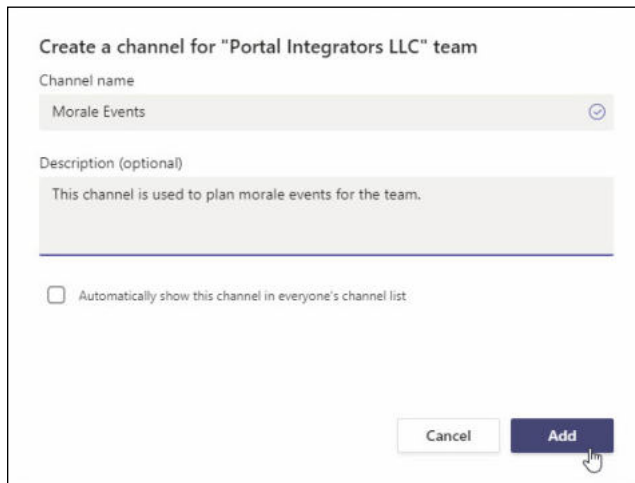 Create a channel for "Portal Integrators LLC" team
Channel name
Morale Events
Description (optional)
This channel is used to plan morale events for the team.
Automatically show this channel in everyone's channel list
Cancel
Add